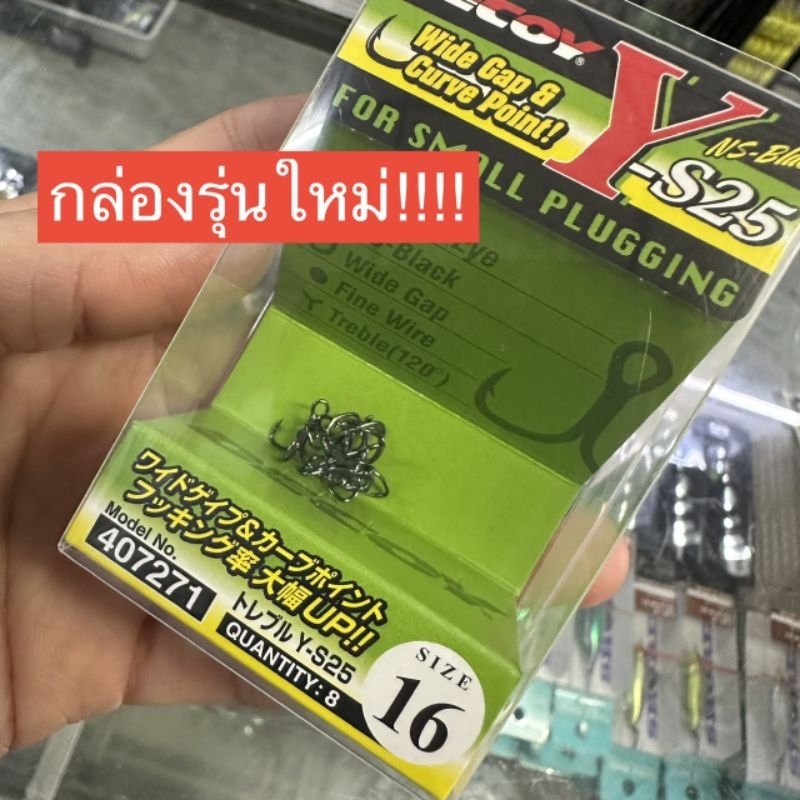 Wide Gap &
Curve Point!
Y-S25
FOR SMALL PLUGGING
กล่องรุ่นใหม่!!!!
Wide Gap
Fine Wire
Treble(120°)
ワイドゲイプ&カーブポイント
フッキング率 大幅UP!!
Model No.
407271
トレブル Y-S25
QUANTITY: 8
SIZE
16